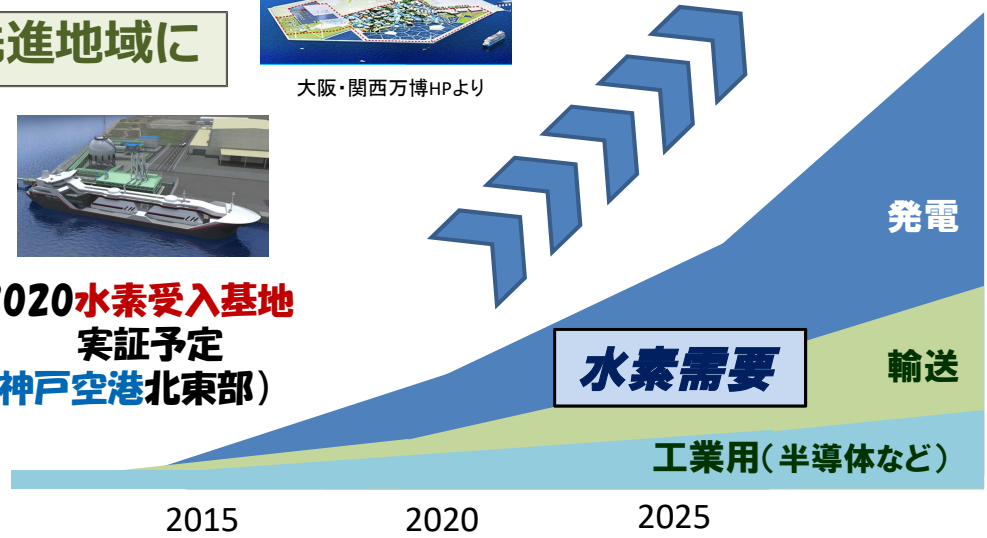 進地域に
大阪・関西万博HPより
2020水素受入基地
実証予定
神戸空港北東部）
発電
水素需要
輸送
工業用（半導体など）
2015
2020
2025